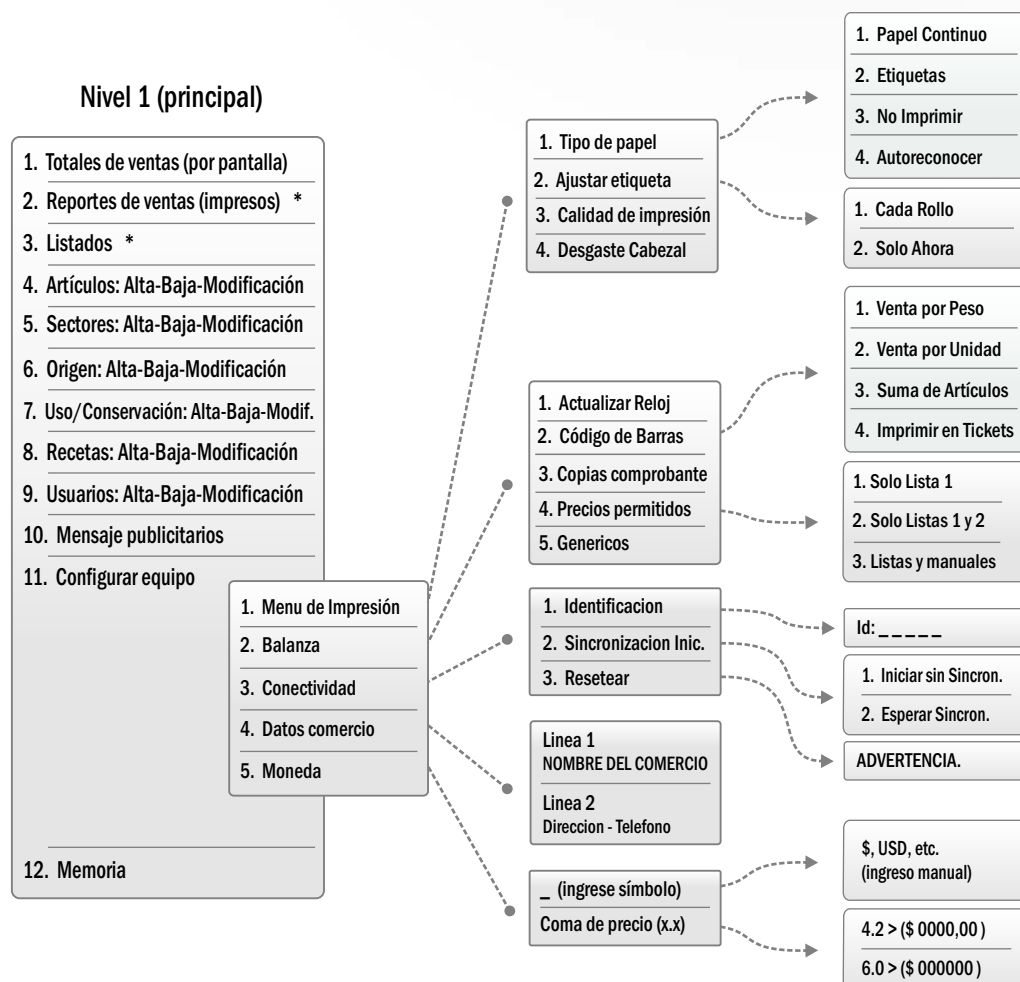 Nivel 1 (principal)
1. Totales de ventas (por pantalla)
2. Reportes de ventas (impresos) *
3. Listados *
4. Artículos: Alta-Baja-Modificación
5. Sectores: Alta-Baja-Modificación
6. Origen: Alta-Baja-Modificación
7. Uso/Conservación: Alta-Baja-Modif.
8. Recetas: Alta-Baja-Modificación
9. Usuarios: Alta-Baja-Modificación
10. Mensaje publicitarios
11. Configurar equipo
12. Memoria
1. Menu de Impresión
2. Balanza
3. Conectividad
4. Datos comercio
5. Moneda
1. Tipo de papel
2. Ajustar etiqueta
3. Calidad de impresión
4. Desgaste Cabezal
1. Actualizar Reloj
2. Código de Barras
3. Copias comprobante
4. Precios permitidos
5. Genericos
1. Identificacion
2. Sincronizacion Inic.
3. Resetear
Linea 1
NOMBRE DEL COMERCIO
Linea 2
Direccion - Telefono
_ (ingrese símbolo)
Coma de precio (x.x)
1. Papel Continuo
2. Etiquetas
3. No Imprimir
4. Autoreconocer
1. Cada Rollo
2. Solo Ahora
1. Venta por Peso
2. Venta por Unidad
3. Suma de Artículos
4. Imprimir en Tickets
1. Solo Lista 1
2. Solo Listas 1 y 2
3. Listas y manuales
Id: _ _ _ _ _
1. Iniciar sin Sincron.
2. Esperar Sincron.
ADVERTENCIA.
$, USD, etc.
(ingreso manual)
4.2 > ($ 0000,00 )
6.0 > ($ 000000 )